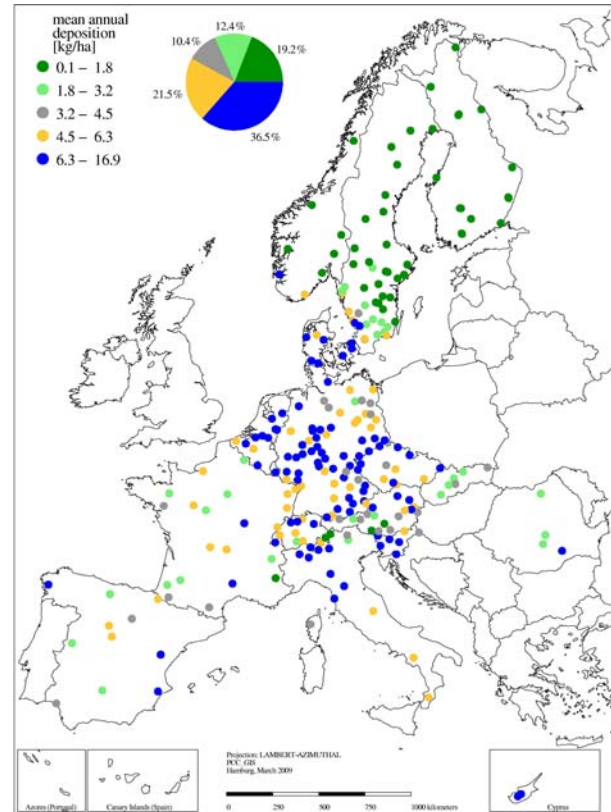 mean annual
deposition
[kg/ha]
0.1 – 1.8
1.8 – 3.2
3.2 – 4.5
4.5 – 6.3
6.3 – 16.9
12.4%
10.4%
19.2%
21.5%
36.5%
Projection: LAMBERT-AZIMUTHAL
PCC GIS
Hamburg, March 2009
0 250 500 750 1000 kilometers
Azores (Portugal)
Canary Islands (Spain)
Cyprus